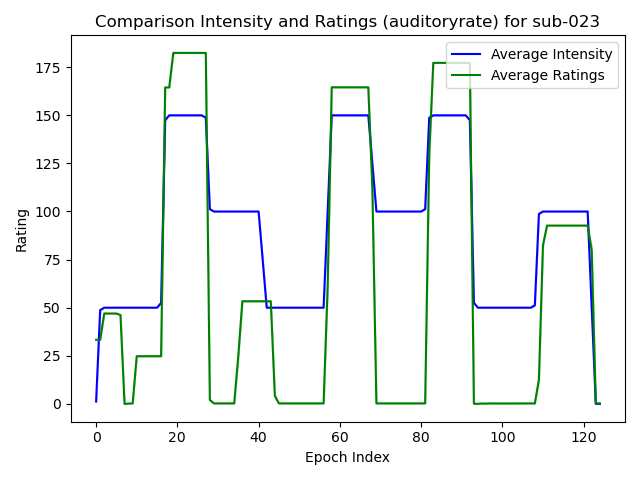 Comparison Intensity and Ratings (auditoryrate) for sub-023
Average Intensity
Average Ratings
Rating
175
150
125
100
75
50
25
0
0 20 40 60 80 100 120
Epoch Index